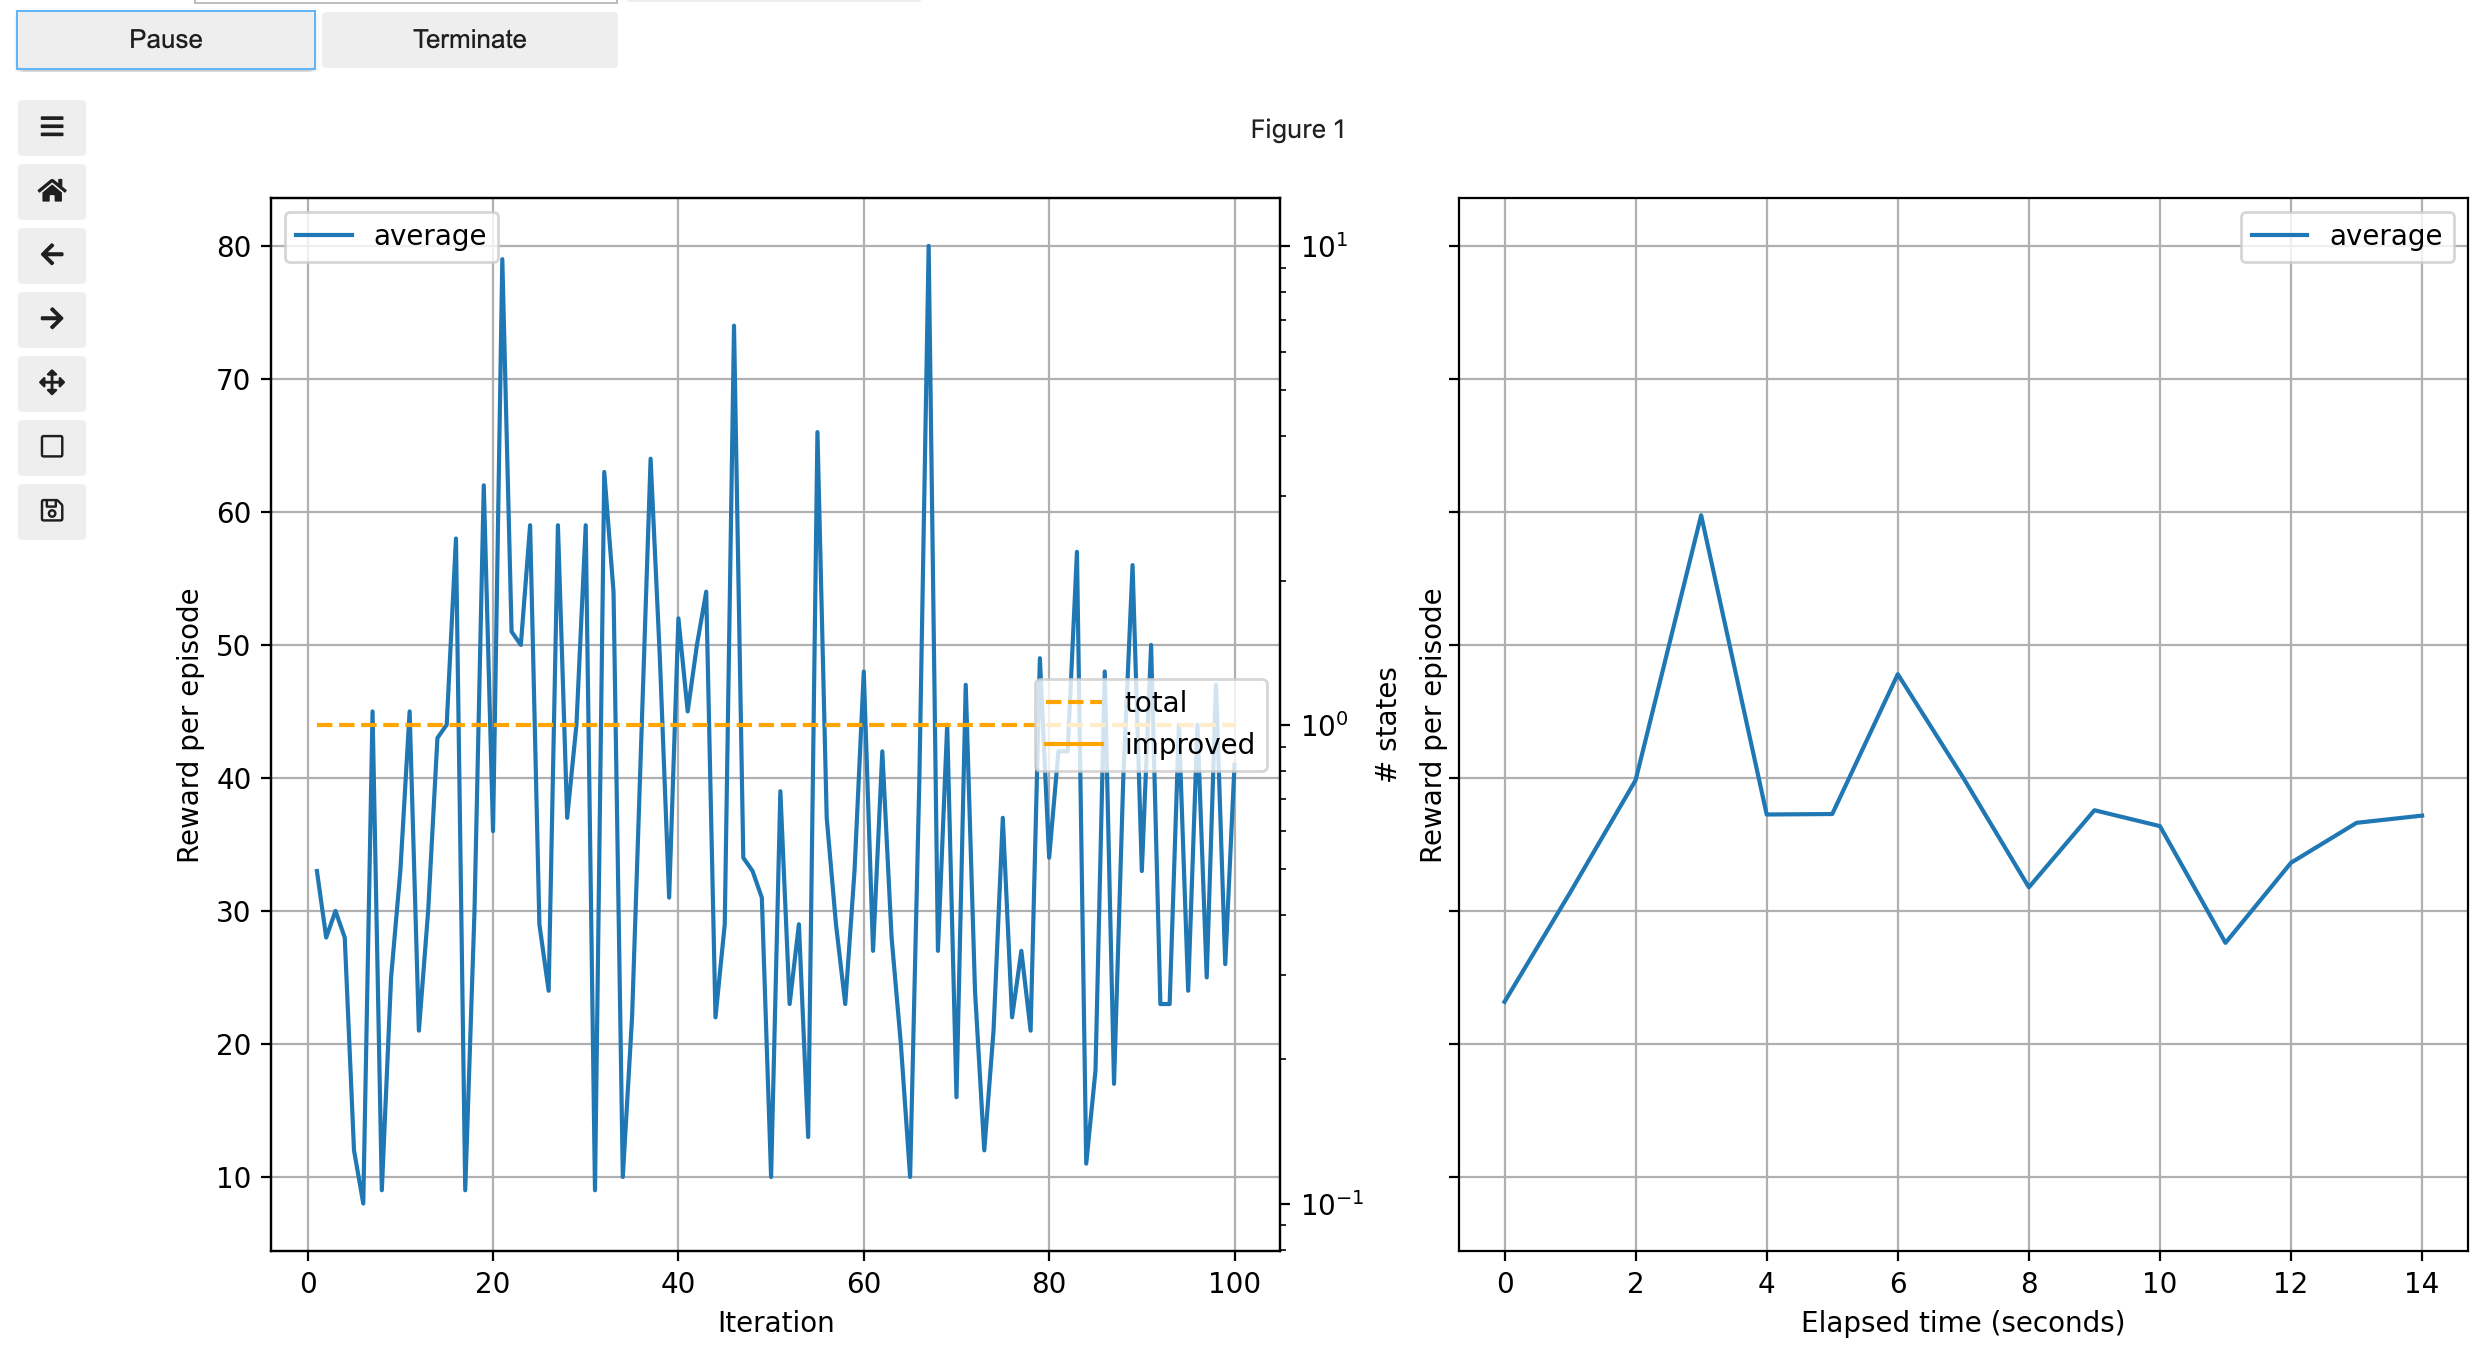 Pause
Terminate
Figure 1
average
80
70
60
50
40
30
20
10
Reward per episode
total
improved
10¹
10⁰
10⁻¹
# states
0 20 40 60 80 100
Iteration
average
Reward per episode
0 2 4 6 8 10 12 14
Elapsed time (seconds)